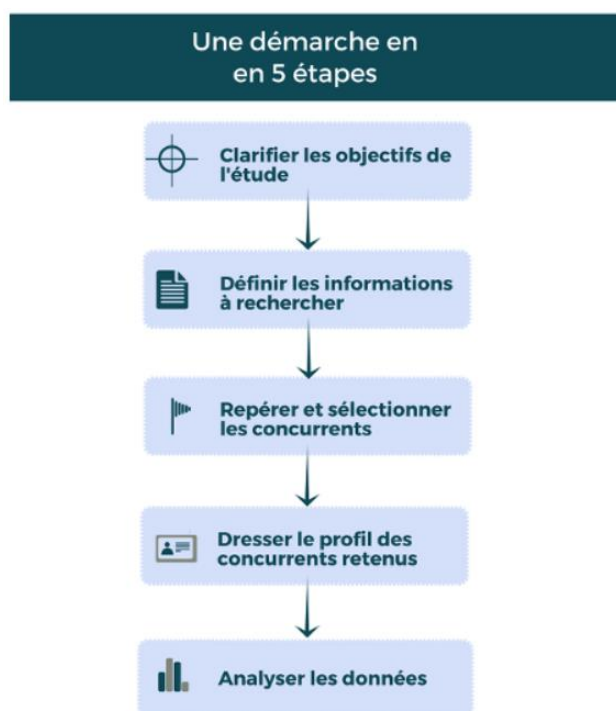 Une démarche en
en 5 étapes
Clarifier les objectifs de
l'étude
Définir les informations
à rechercher
Repérer et sélectionner
les concurrents
Dresser le profil des
concurrents retenus
Analyser les données